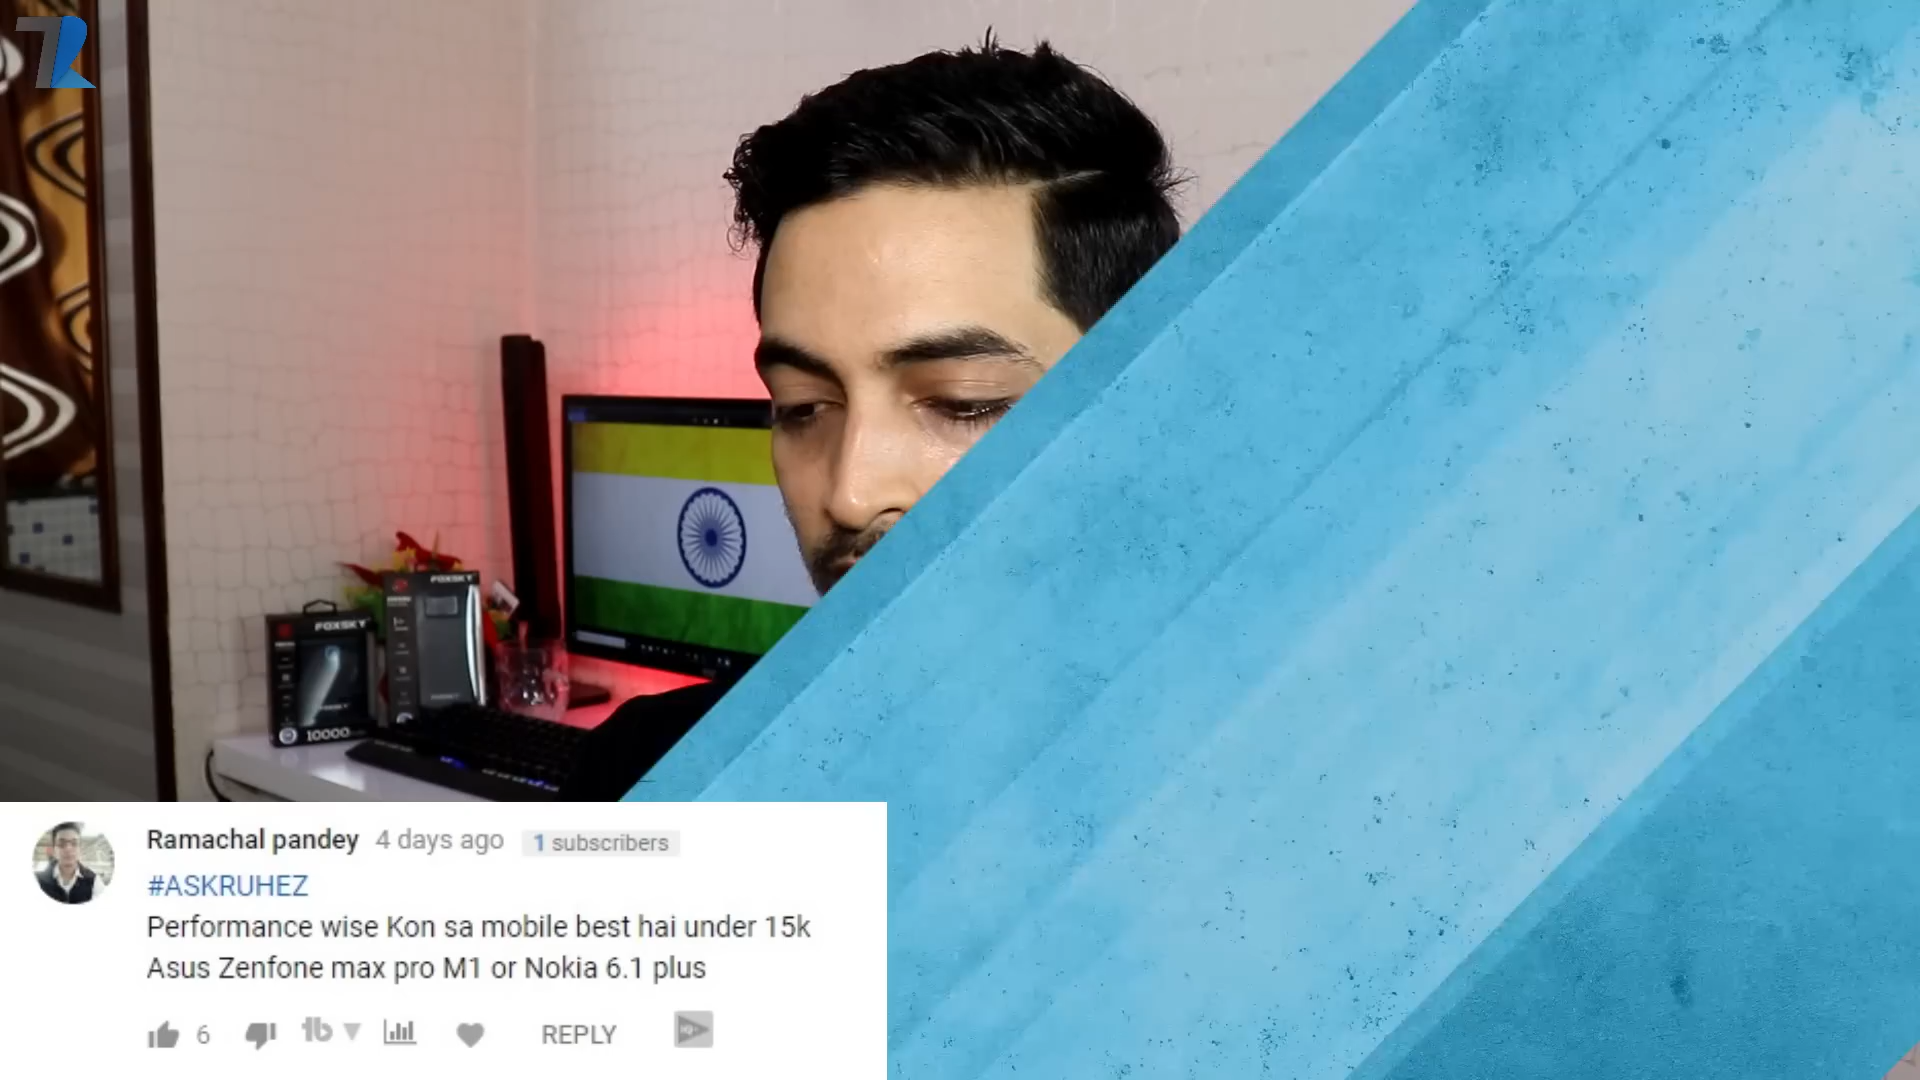 FOXSKY
FOXSKY
10000
Ramachal pandey 4 days ago 1 subscribers
#ASKRUHEZ
Performance wise Kon sa mobile best hai under 15k
Asus Zenfone max pro M1 or Nokia 6.1 plus
6
REPLY